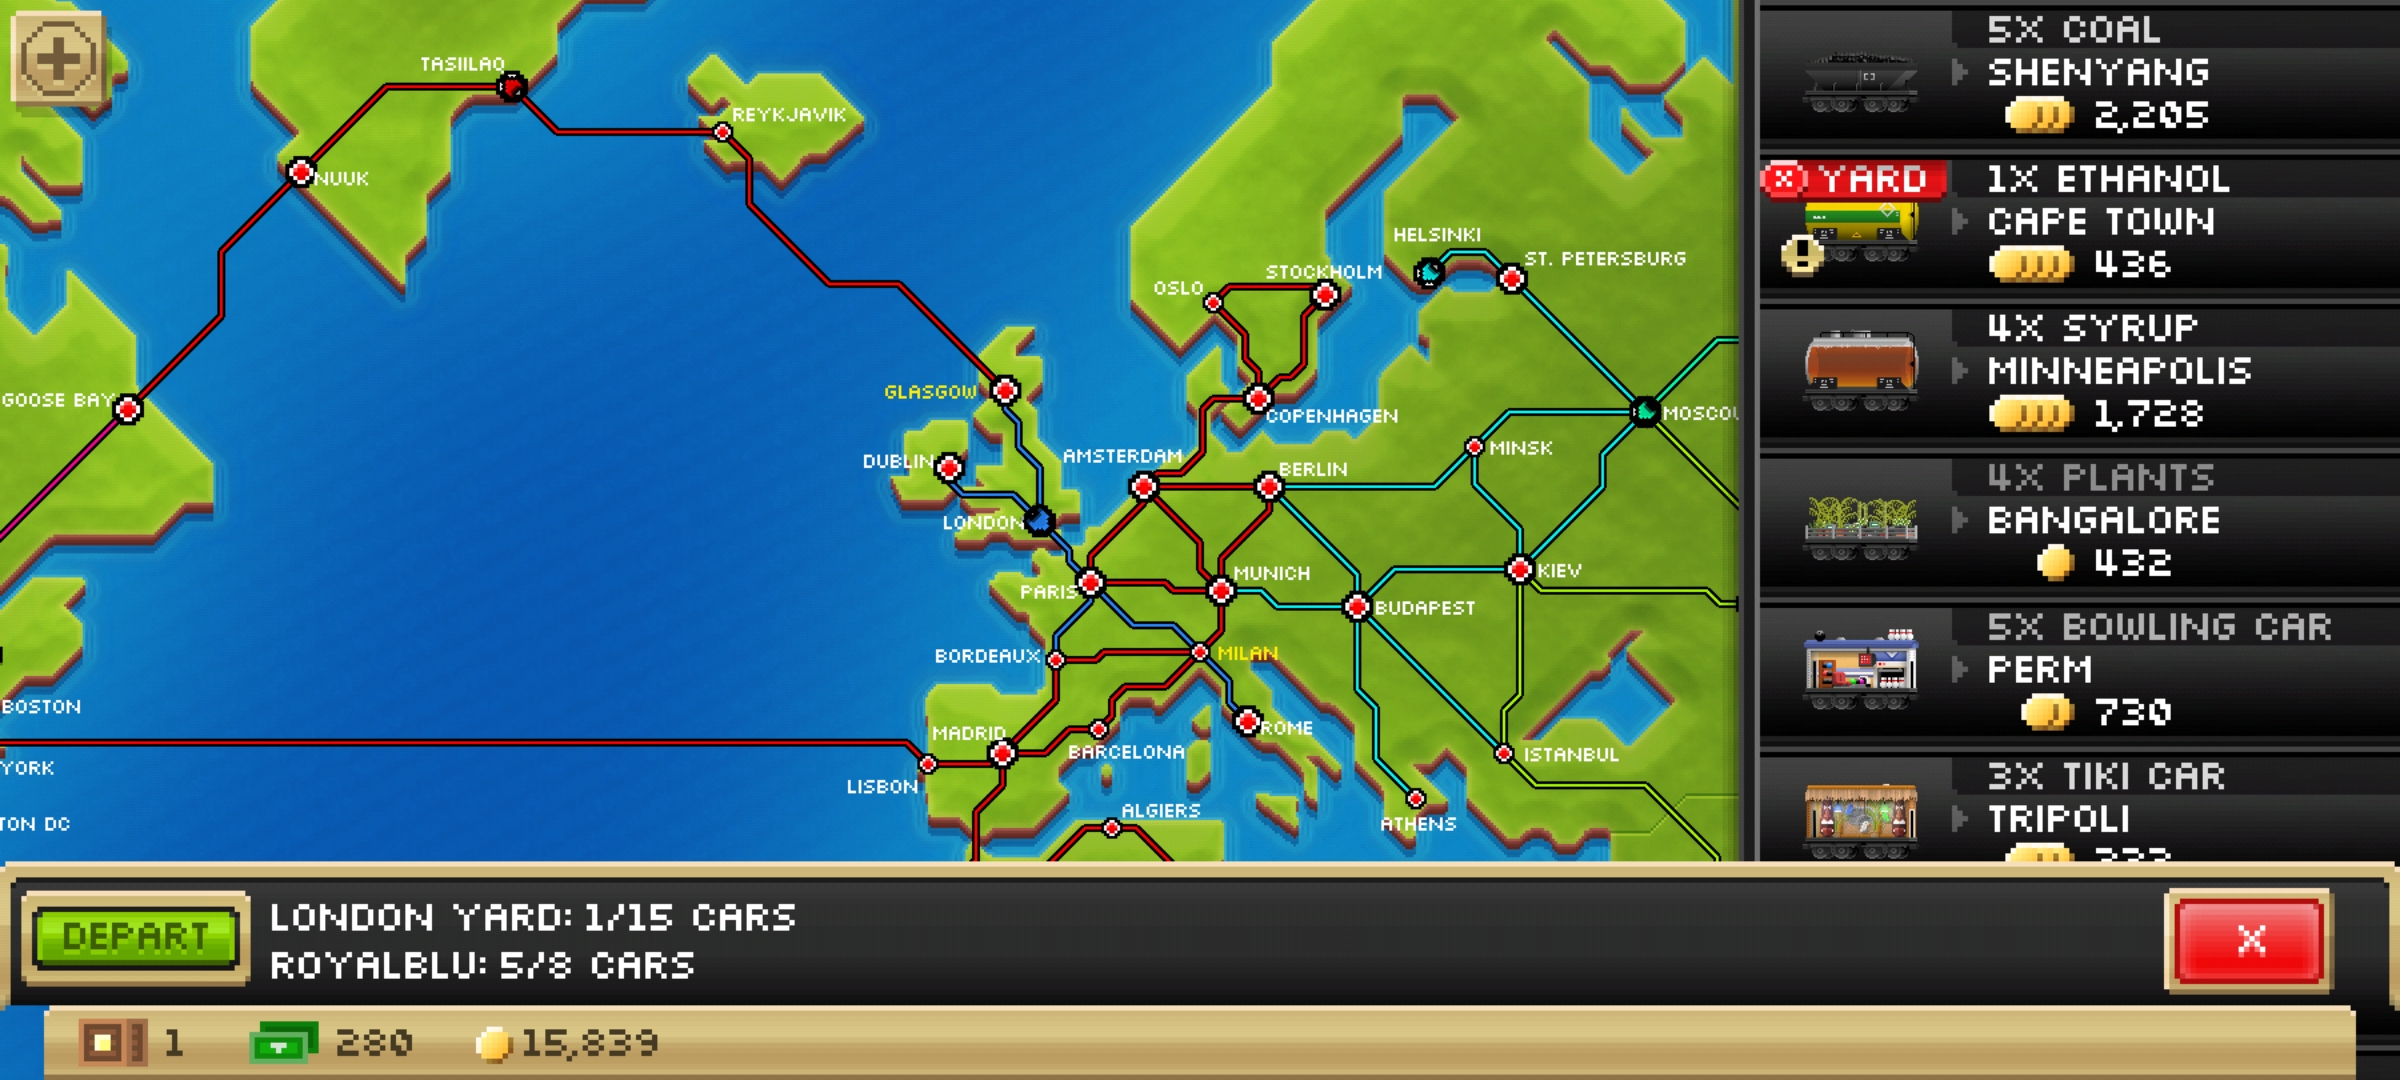 TASIILAQ
REYKJAVIK
NUUK
HELSINKI
ST. PETERSBURG
STOCKHOLM
OSLO
GLASGOW
GOOSE BAY
COPENHAGEN
MOSCO
MINSK
AMSTERDAM
BERLIN
DUBLIN
LONDON
MUNICH
KIEV
PARIS
BUDAPEST
BORDEAUX
MILAN
BOSTON
MADRID
ROME
BARCELONA
ISTANBUL
YORK
LISBON
ALGIERS
TON DC
ATHENS
5X COAL
SHENYANG
2,205
YARD
1X ETHANOL
CAPE TOWN
436
4X SYRUP
MINNEAPOLIS
1,728
4X PLANTS
BANGALORE
432
5X BOWLING CAR
PERM
730
3X TIKI CAR
TRIPOLI
DEPART
LONDON YARD: 1/15 CARS
ROYALBLU: 5/8 CARS
X
1
280
15,839